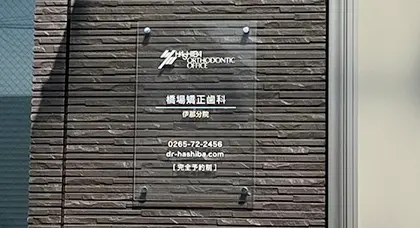 HASHIBA
ORTHODONTIC
OFFICE
橋場矯正歯科
伊那分院
0265-72-2456
dr-hashiba.com
[完全予約制]